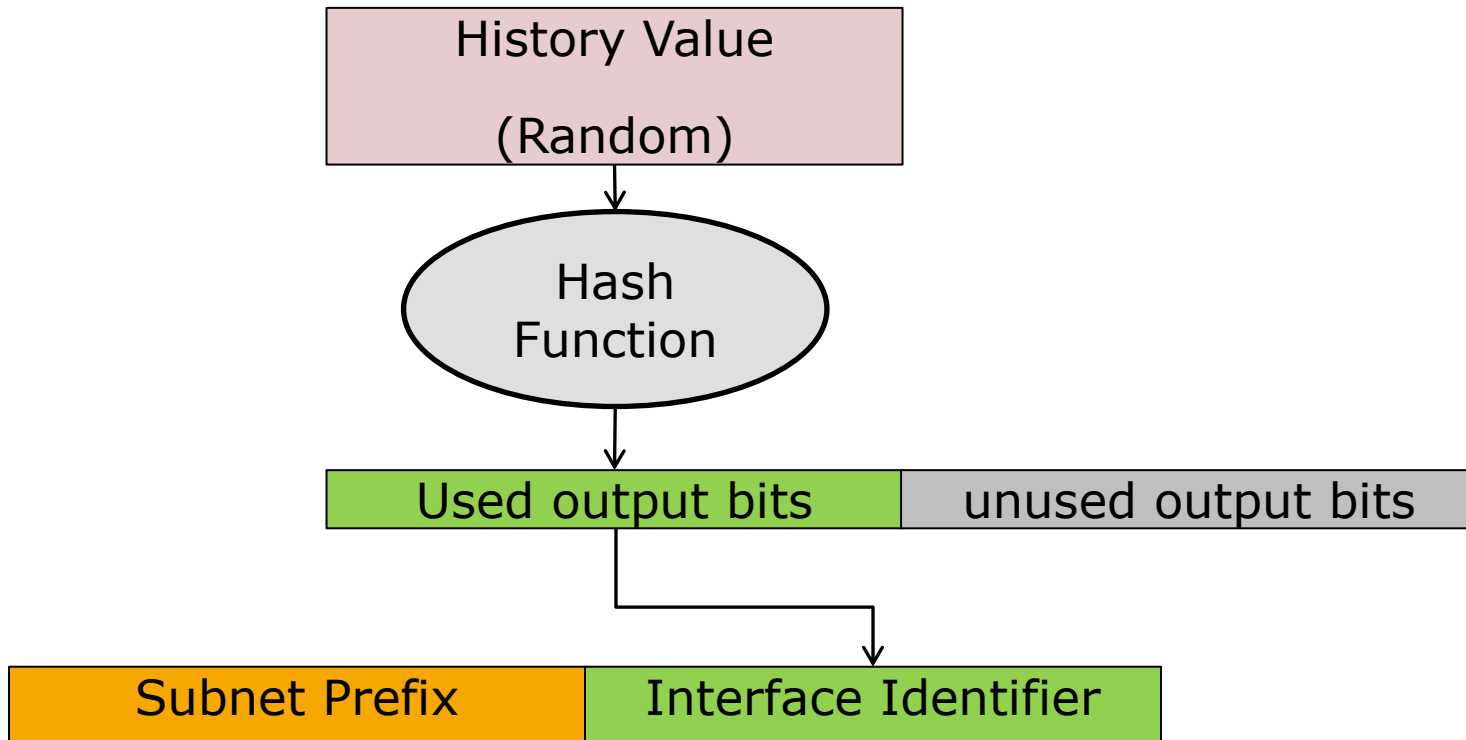 History Value
(Random)
Hash
Function
Used output bits
unused output bits
Subnet Prefix
Interface Identifier